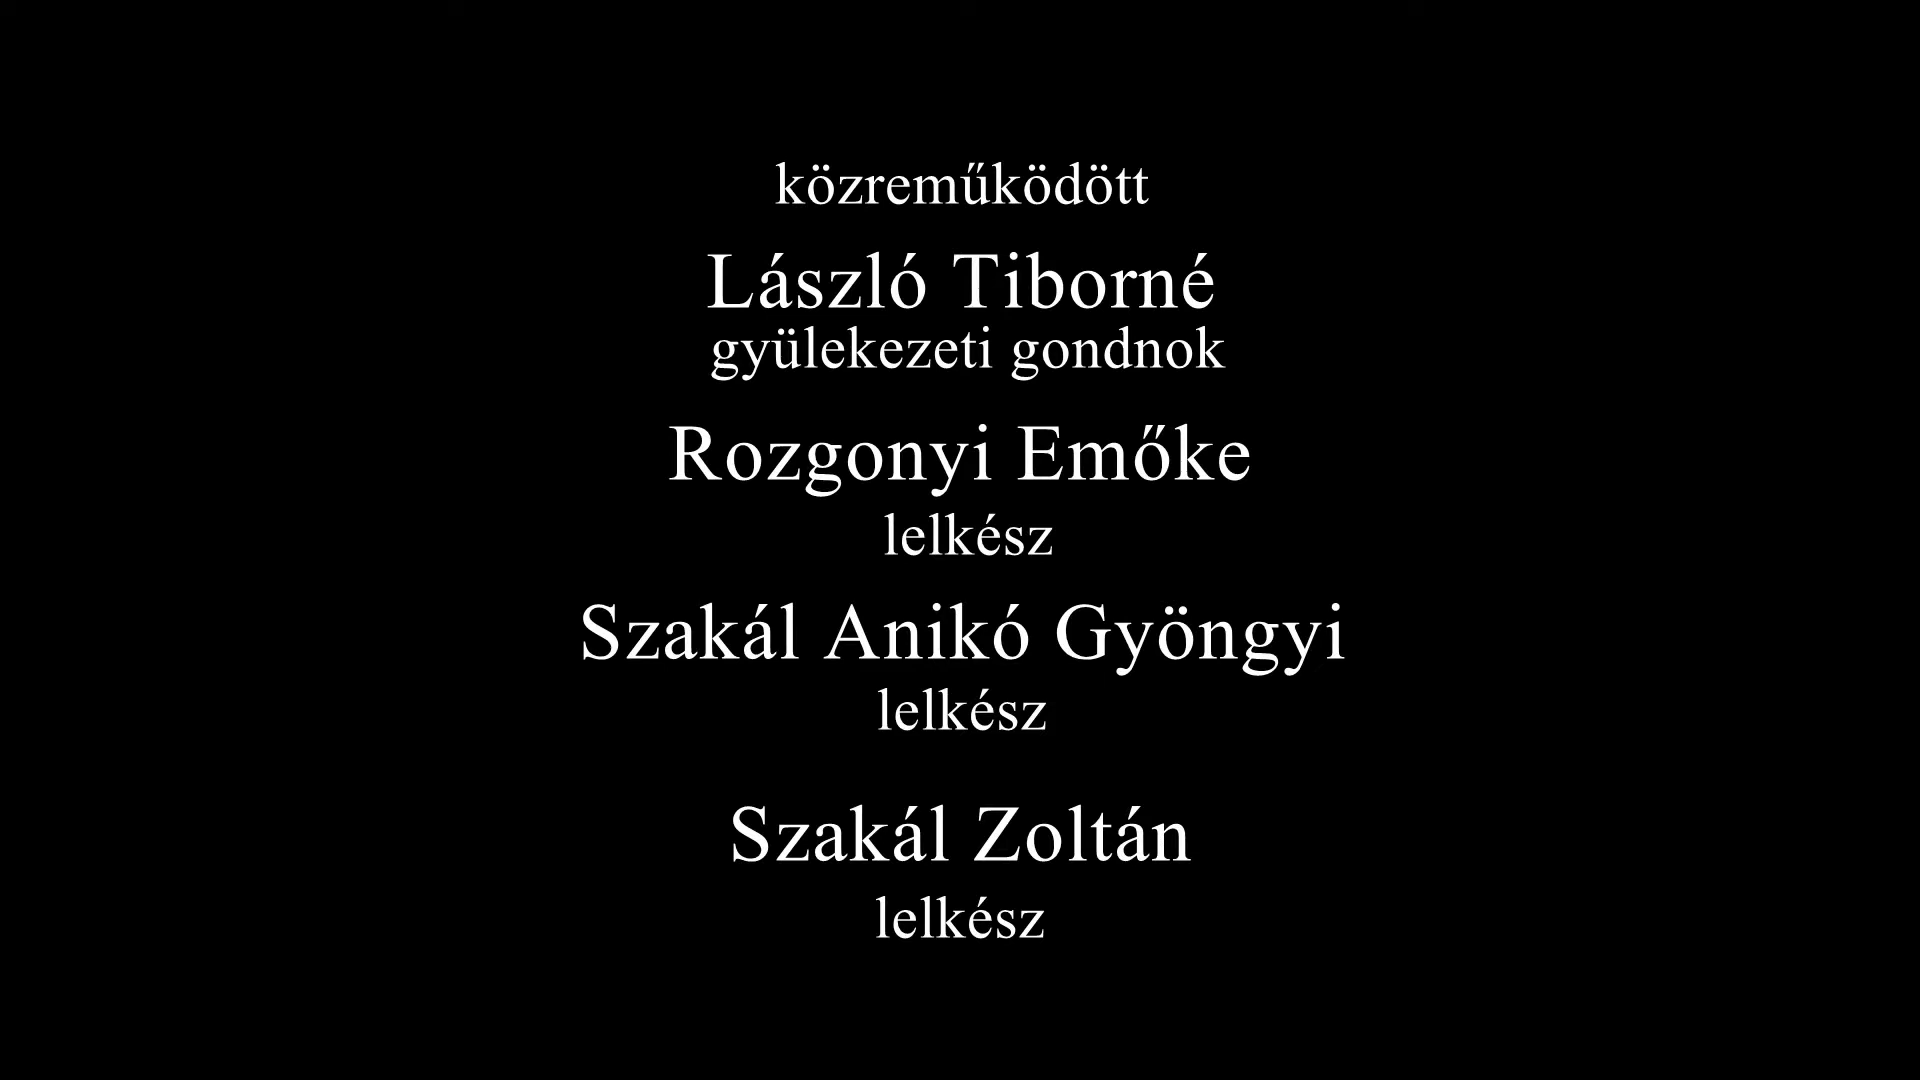 közreműködött
László Tiborné
gyülekezeti gondnok
Rozgonyi Emőke
lelkész
Szakál Anikó Gyöngyi
lelkész
Szakál Zoltán
lelkész